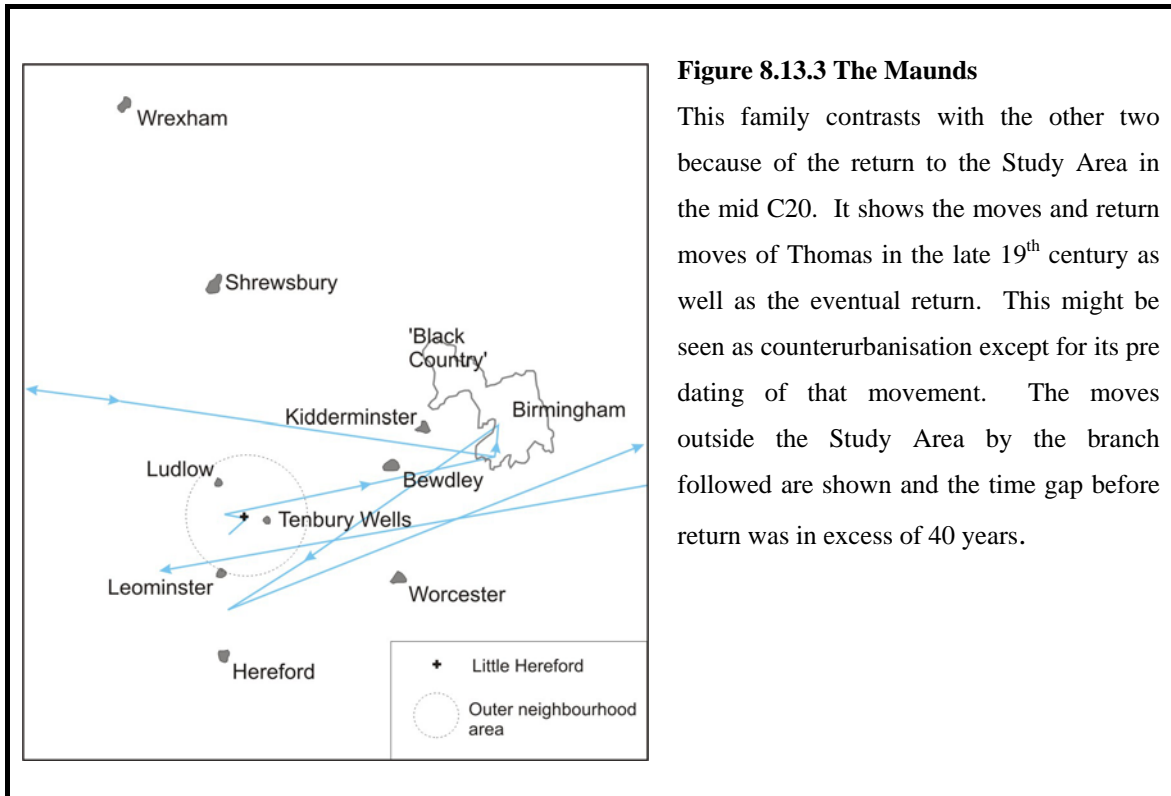 Wrexham
Shrewsbury
'Black
Country'
Birmingham
Kidderminster
Ludlow
Bewdley
Tenbury Wells
Leominster
Worcester
Hereford
Little Hereford
Outer neighbourhood
area
Figure 8.13.3 The Maunds
This family contrasts with the other two
because of the return to the Study Area in
the mid C20. It shows the moves and return
moves of Thomas in the late 19th century as
well as the eventual return. This might be
seen as counterurbanisation except for its pre
dating of that movement. The moves
outside the Study Area by the branch
followed are shown and the time gap before
return was in excess of 40 years.